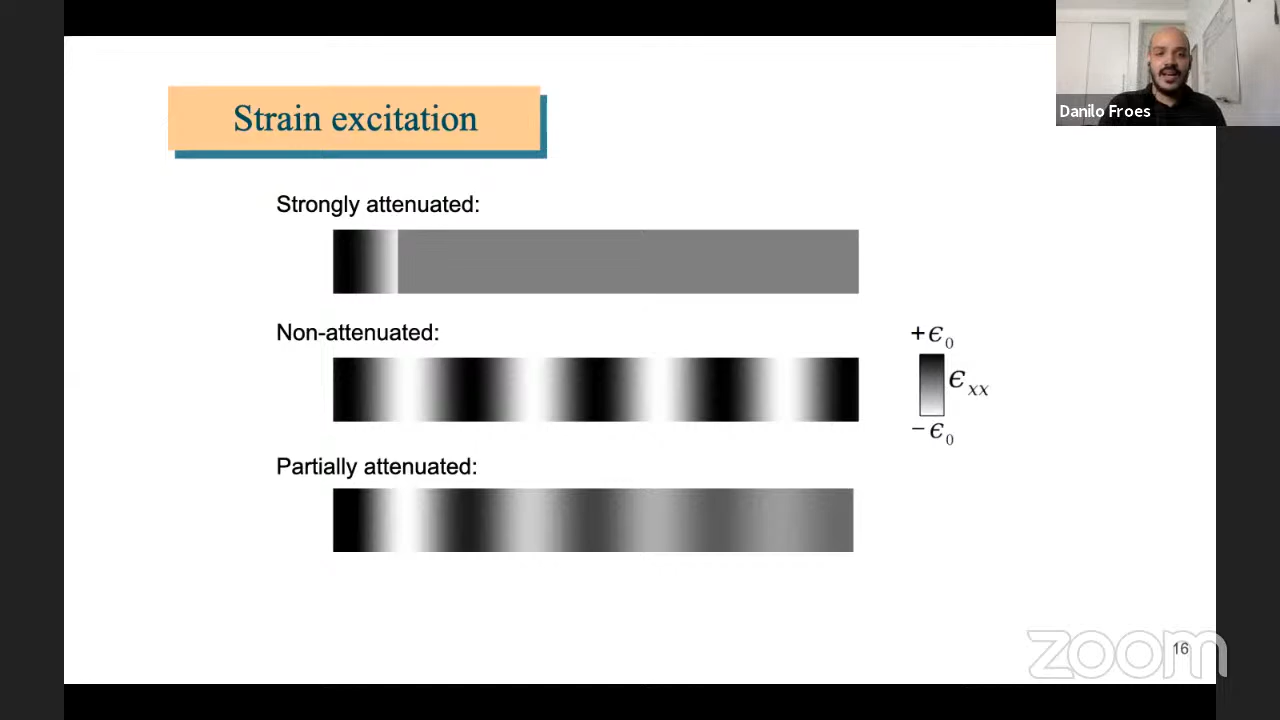 Danilo Froes
Strain excitation
Strongly attenuated:
Non-attenuated:
+ϵ₀
ϵₓₓ
−ϵ₀
Partially attenuated:
zoom
16